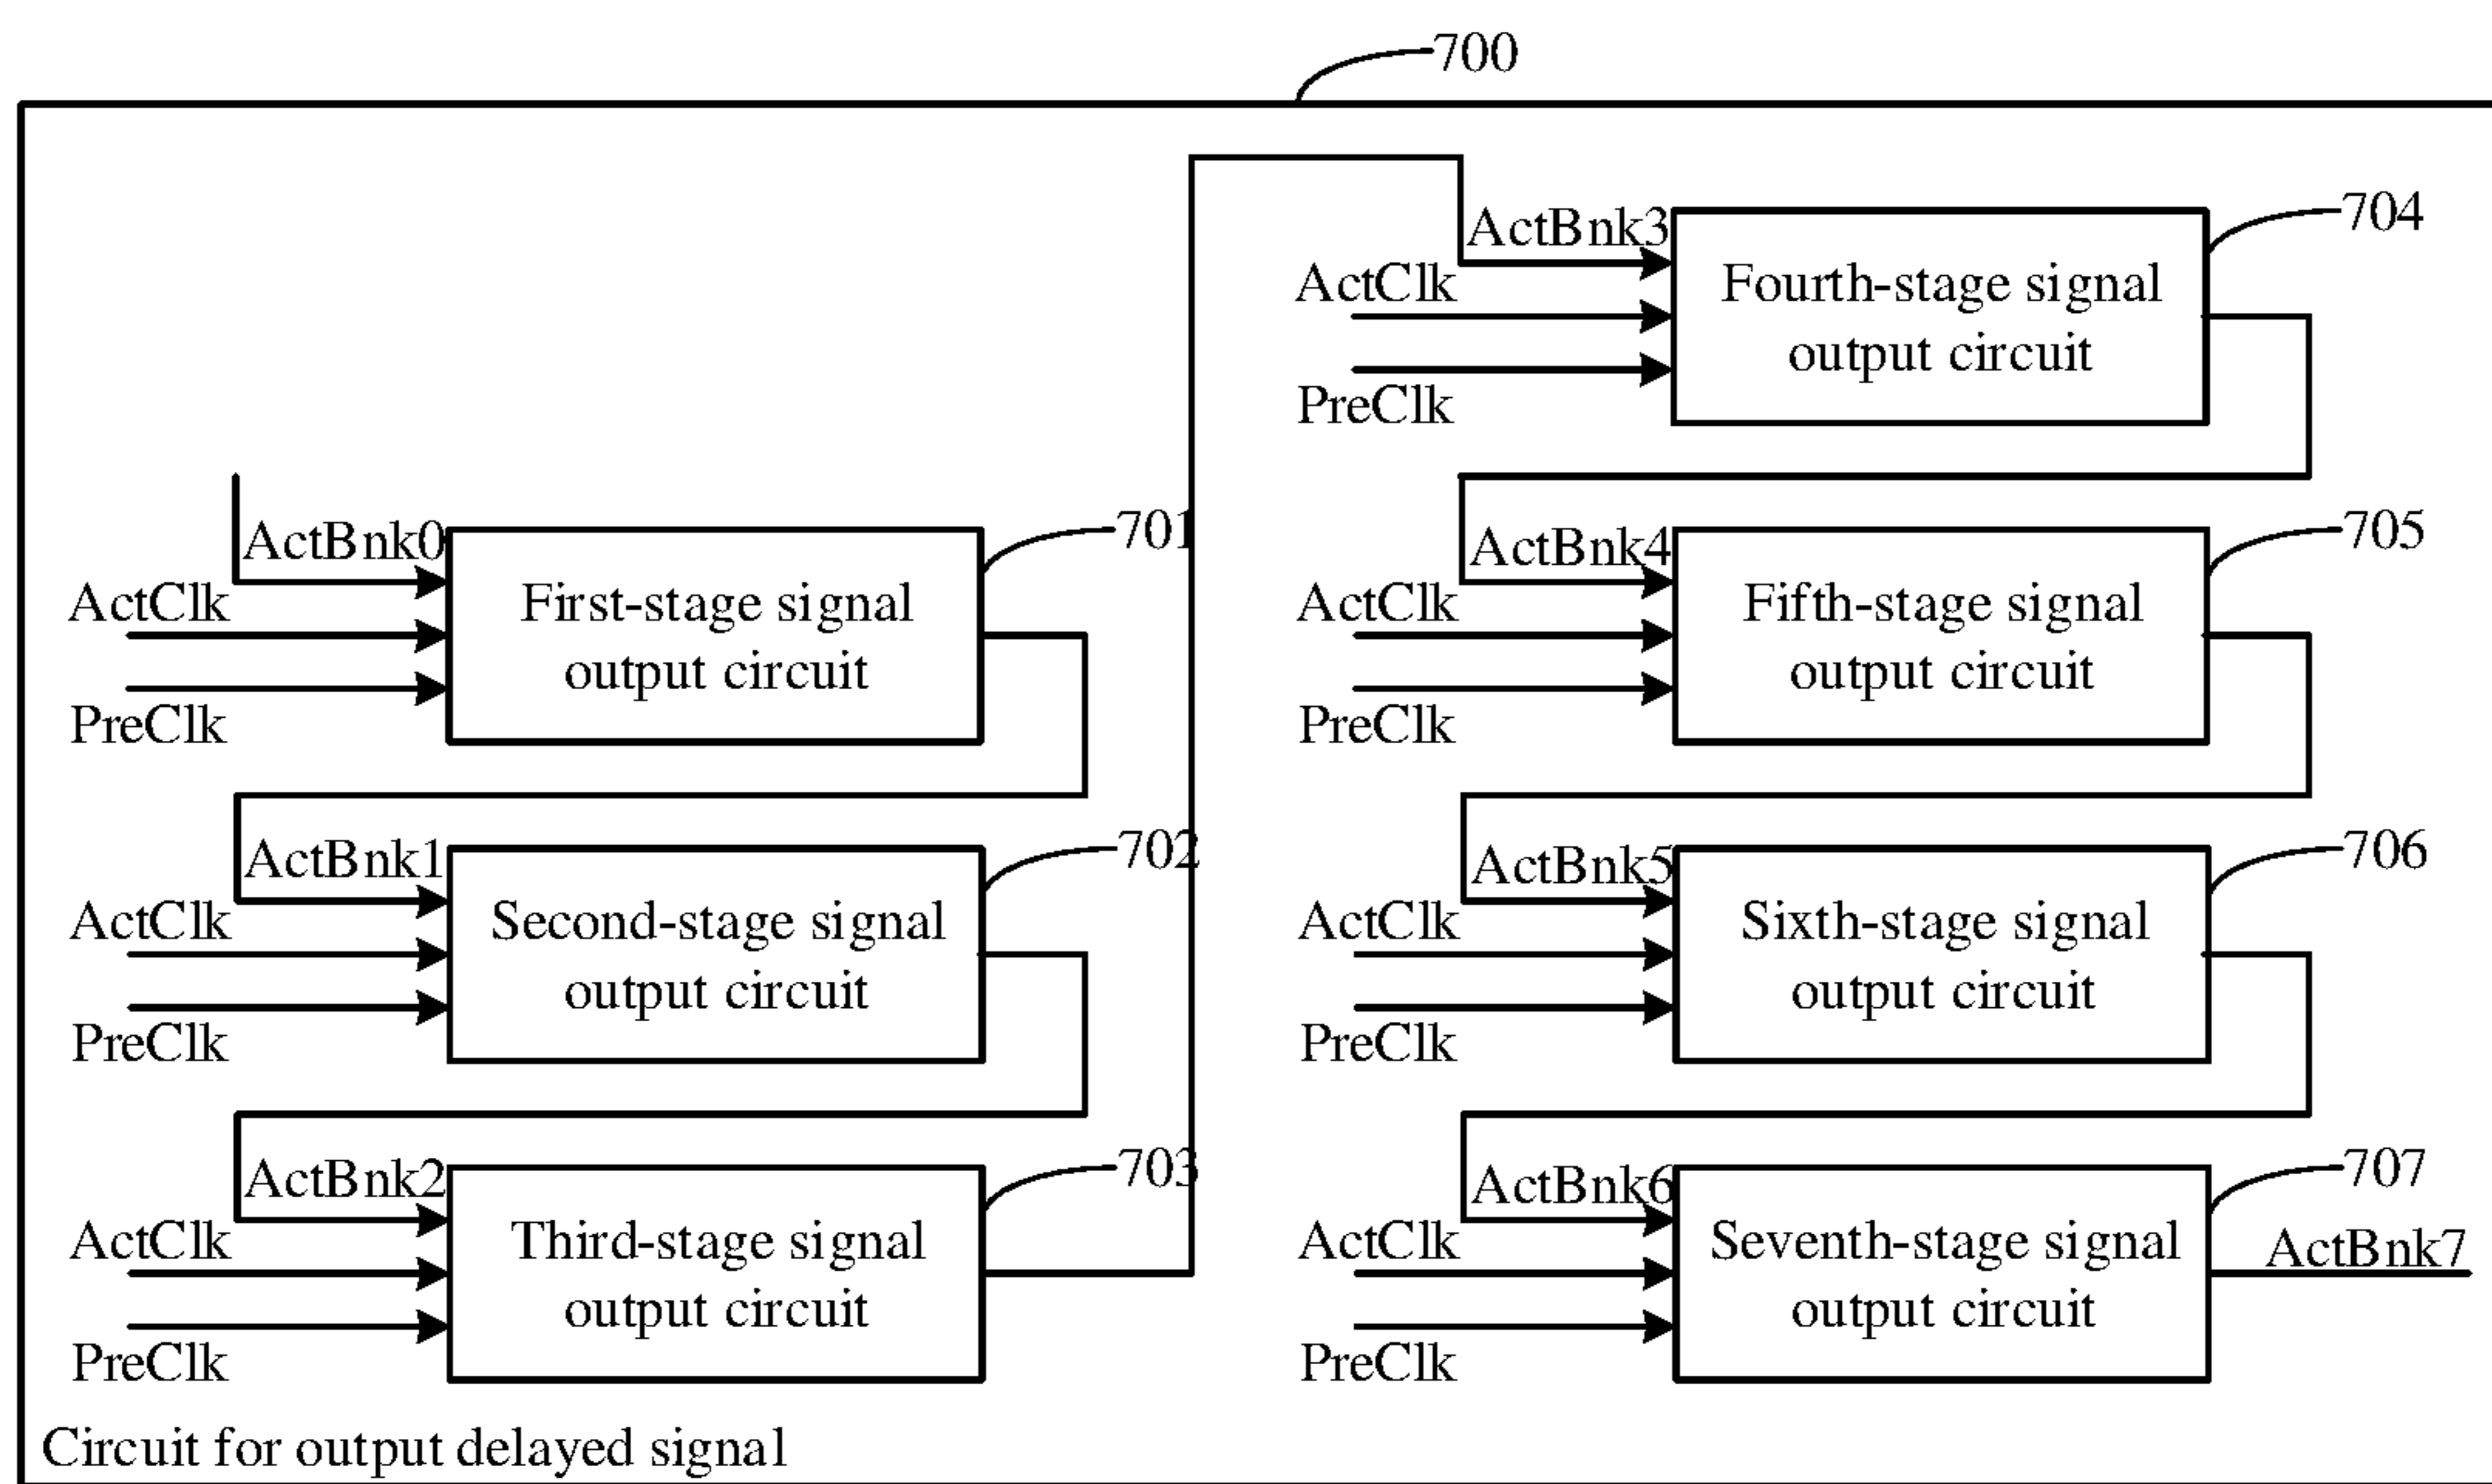 700
ActBnk0
701
ActClk
First-stage signal
output circuit
PreClk
ActBnk1
702
ActClk
Second-stage signal
output circuit
PreClk
ActBnk2
703
ActClk
Third-stage signal
output circuit
PreClk
ActBnk3
704
ActClk
Fourth-stage signal
output circuit
PreClk
ActBnk4
705
ActClk
Fifth-stage signal
output circuit
PreClk
ActBnk5
706
ActClk
Sixth-stage signal
output circuit
PreClk
ActBnk6
707
ActClk
Seventh-stage signal
output circuit
ActBnk7
PreClk
Circuit for output delayed signal